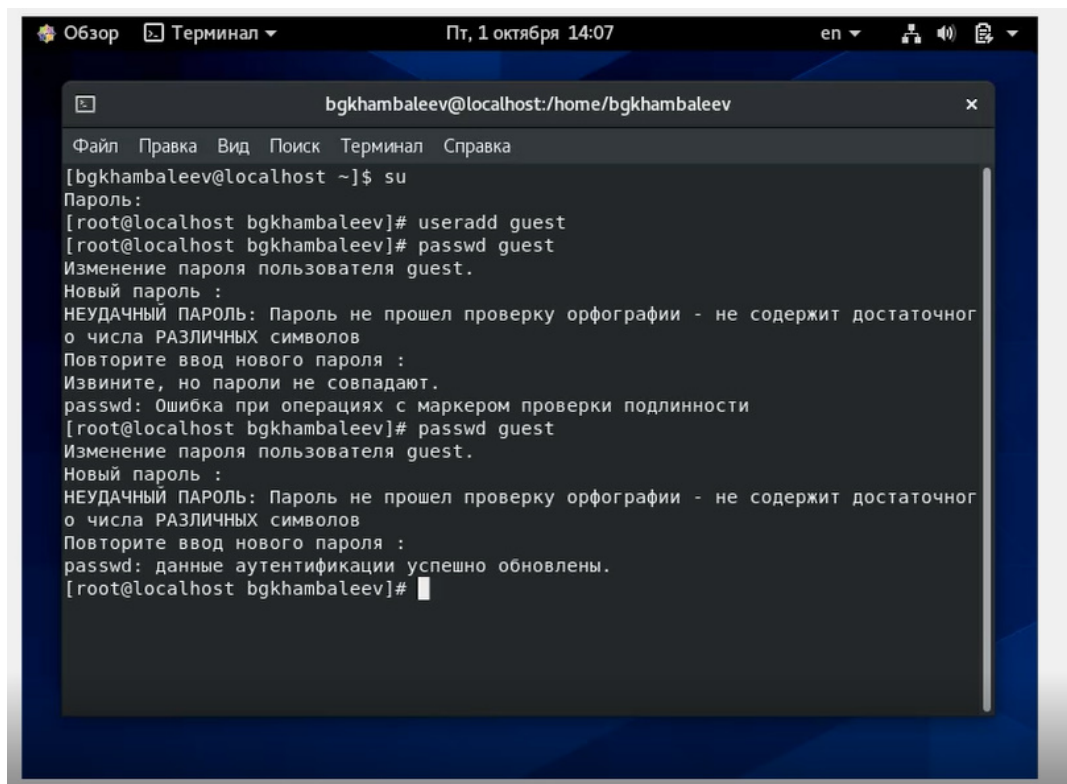 Обзор Терминал Пт, 1 октября 14:07 en
bgkhambaleev@localhost:/home/bgkhambaleev ×
Файл Правка Вид Поиск Терминал Справка
[bgkhambaleev@localhost ~]$ su
Пароль:
[root@localhost bgkhambaleev]# useradd guest
[root@localhost bgkhambaleev]# passwd guest
Изменение пароля пользователя guest.
Новый пароль :
НЕУДАЧНЫЙ ПАРОЛЬ: Пароль не прошел проверку орфографии - не содержит достаточног
о числа РАЗЛИЧНЫХ символов
Повторите ввод нового пароля :
Извините, но пароли не совпадают.
passwd: Ошибка при операциях с маркером проверки подлинности
[root@localhost bgkhambaleev]# passwd guest
Изменение пароля пользователя guest.
Новый пароль :
НЕУДАЧНЫЙ ПАРОЛЬ: Пароль не прошел проверку орфографии - не содержит достаточног
о числа РАЗЛИЧНЫХ символов
Повторите ввод нового пароля :
passwd: данные аутентификации успешно обновлены.
[root@localhost bgkhambaleev]#